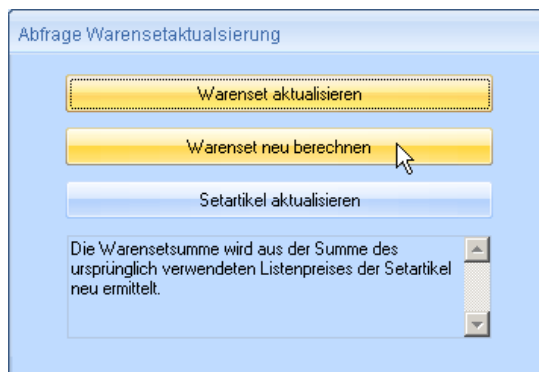 Abfrage Warensetaktualsierung
Warenset aktualisieren
Warenset neu berechnen
Setartikel aktualisieren
Die Warensetsumme wird aus der Summe des
ursprünglich verwendeten Listenpreises der Setartikel
neu ermittelt.